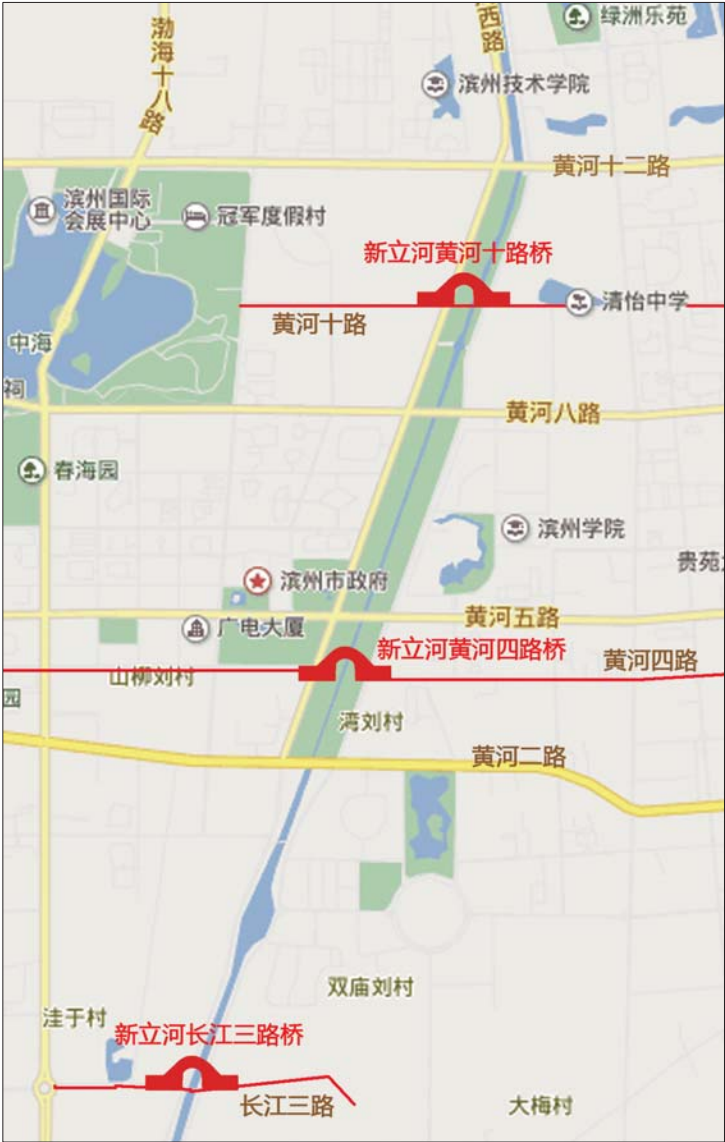 绿洲乐苑
渤海十八路
西路
滨州技术学院
黄河十二路
滨州国际
会展中心
冠军度假村
新立河黄河十路桥
清怡中学
黄河十路
中海
祠
黄河八路
春海园
滨州学院
贵苑
滨州市政府
黄河五路
广电大厦
新立河黄河四路桥
黄河四路
山柳刘村
园
湾刘村
黄河二路
双庙刘村
洼于村
新立河长江三路桥
长江三路
大梅村